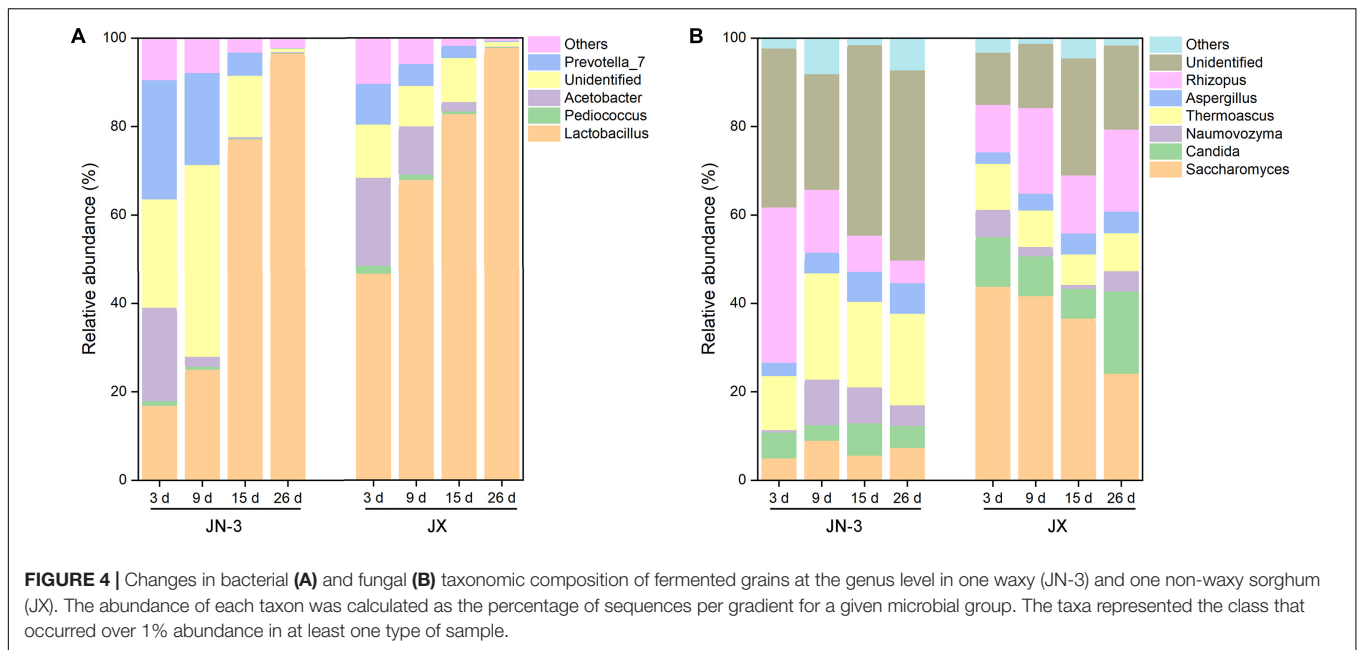 A
Relative abundance (%)
100
80
60
40
20
0
3 d 9 d 15 d 26 d
JN-3
3 d 9 d 15 d 26 d
JX
Others
Prevotella_7
Unidentified
Acetobacter
Pediococcus
Lactobacillus
B
Relative abundance (%)
100
80
60
40
20
0
3 d 9 d 15 d 26 d
JN-3
3 d 9 d 15 d 26 d
JX
Others
Unidentified
Rhizopus
Aspergillus
Thermoascus
Naumovozyma
Candida
Saccharomyces
FIGURE 4 | Changes in bacterial (A) and fungal (B) taxonomic composition of fermented grains at the genus level in one waxy (JN-3) and one non-waxy sorghum
(JX). The abundance of each taxon was calculated as the percentage of sequences per gradient for a given microbial group. The taxa represented the class that
occurred over 1% abundance in at least one type of sample.